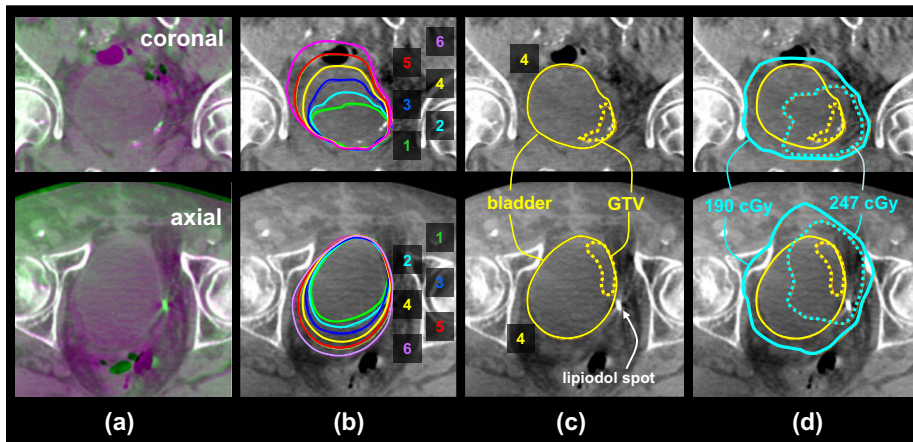 coronal
6
5
4
3
2
1
4
axial
bladder
GTV
190 cGy
247 cGy
1
2
3
4
5
6
4
lipiodol spot
(a)
(b)
(c)
(d)